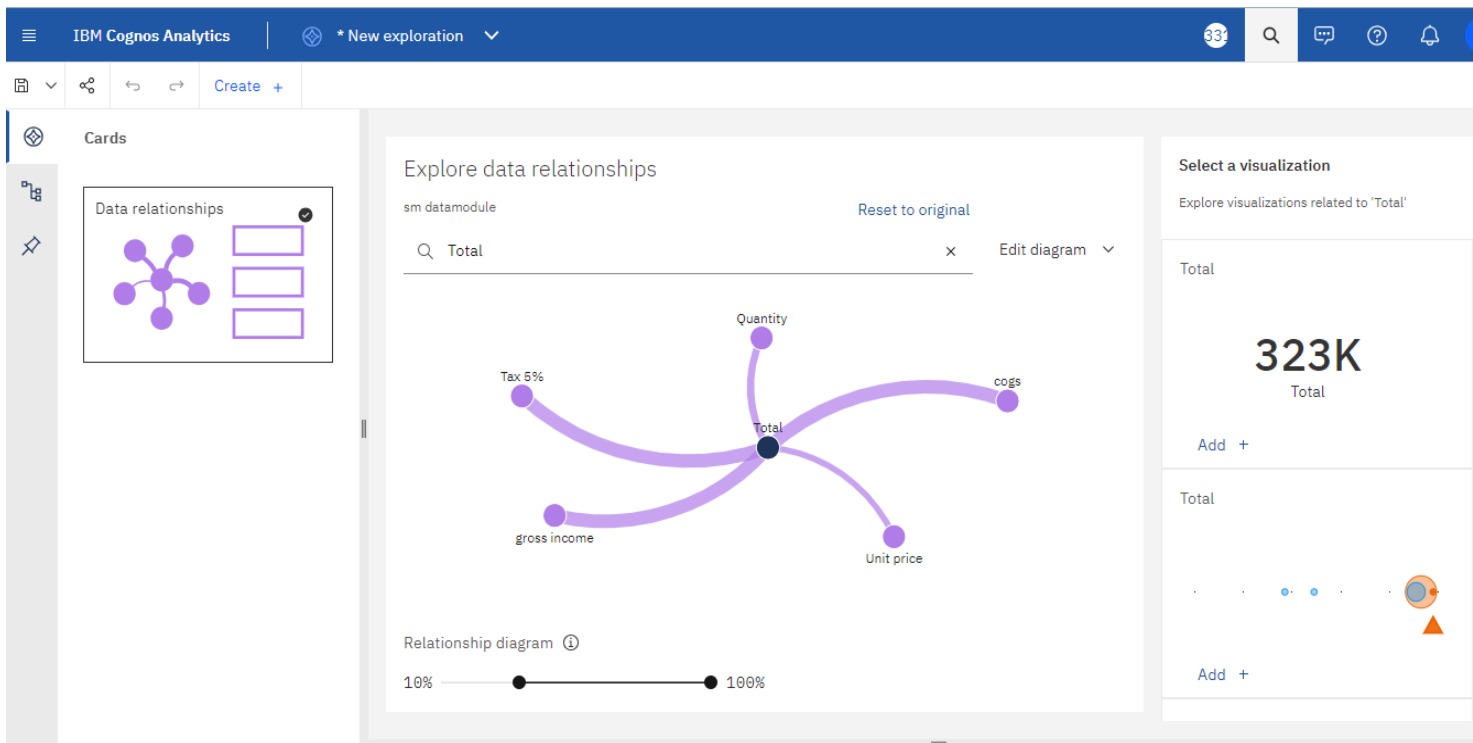 IBM Cognos Analytics
* New exploration
331
Create +
Cards
Data relationships
Explore data relationships
sm datamodule
Reset to original
Total
Edit diagram
Quantity
Tax 5%
cogs
Total
gross income
Unit price
Relationship diagram
10%
100%
Select a visualization
Explore visualizations related to 'Total'
Total
323K
Total
Add +
Total
Add +